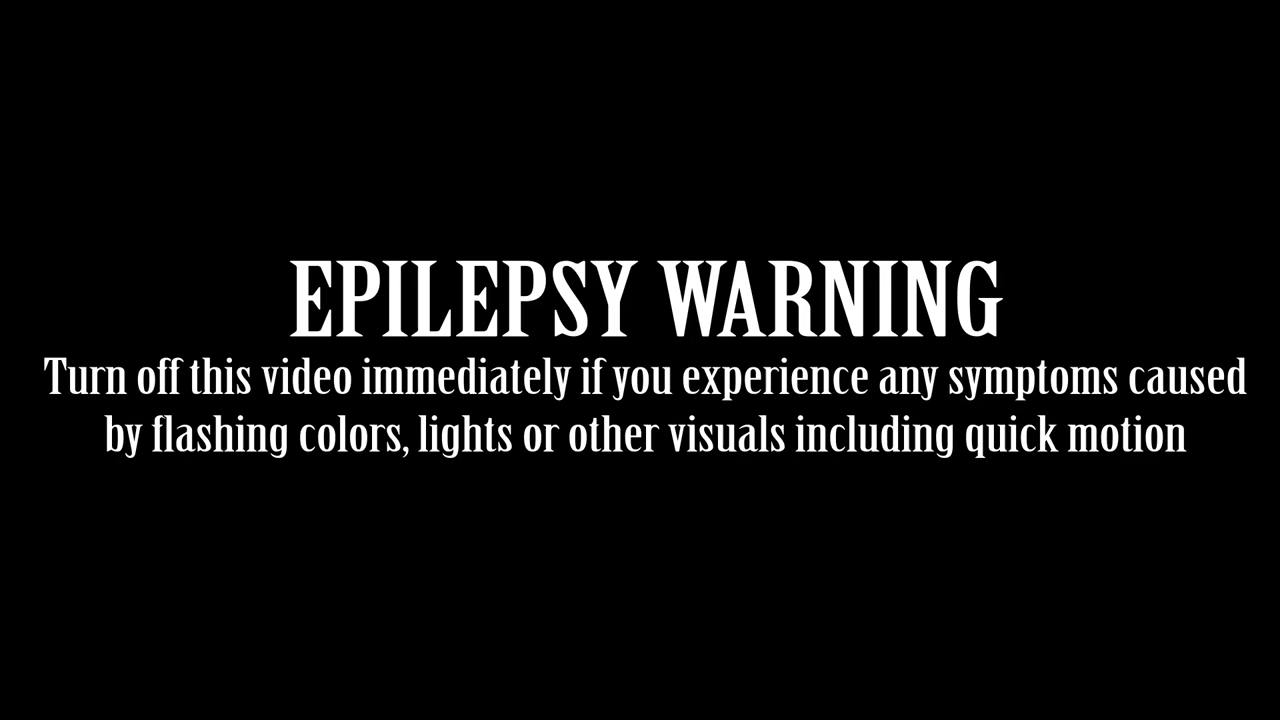 EPILEPSY WARNING
Turn off this video immediately if you experience any symptoms caused
by flashing colors, lights or other visuals including quick motion